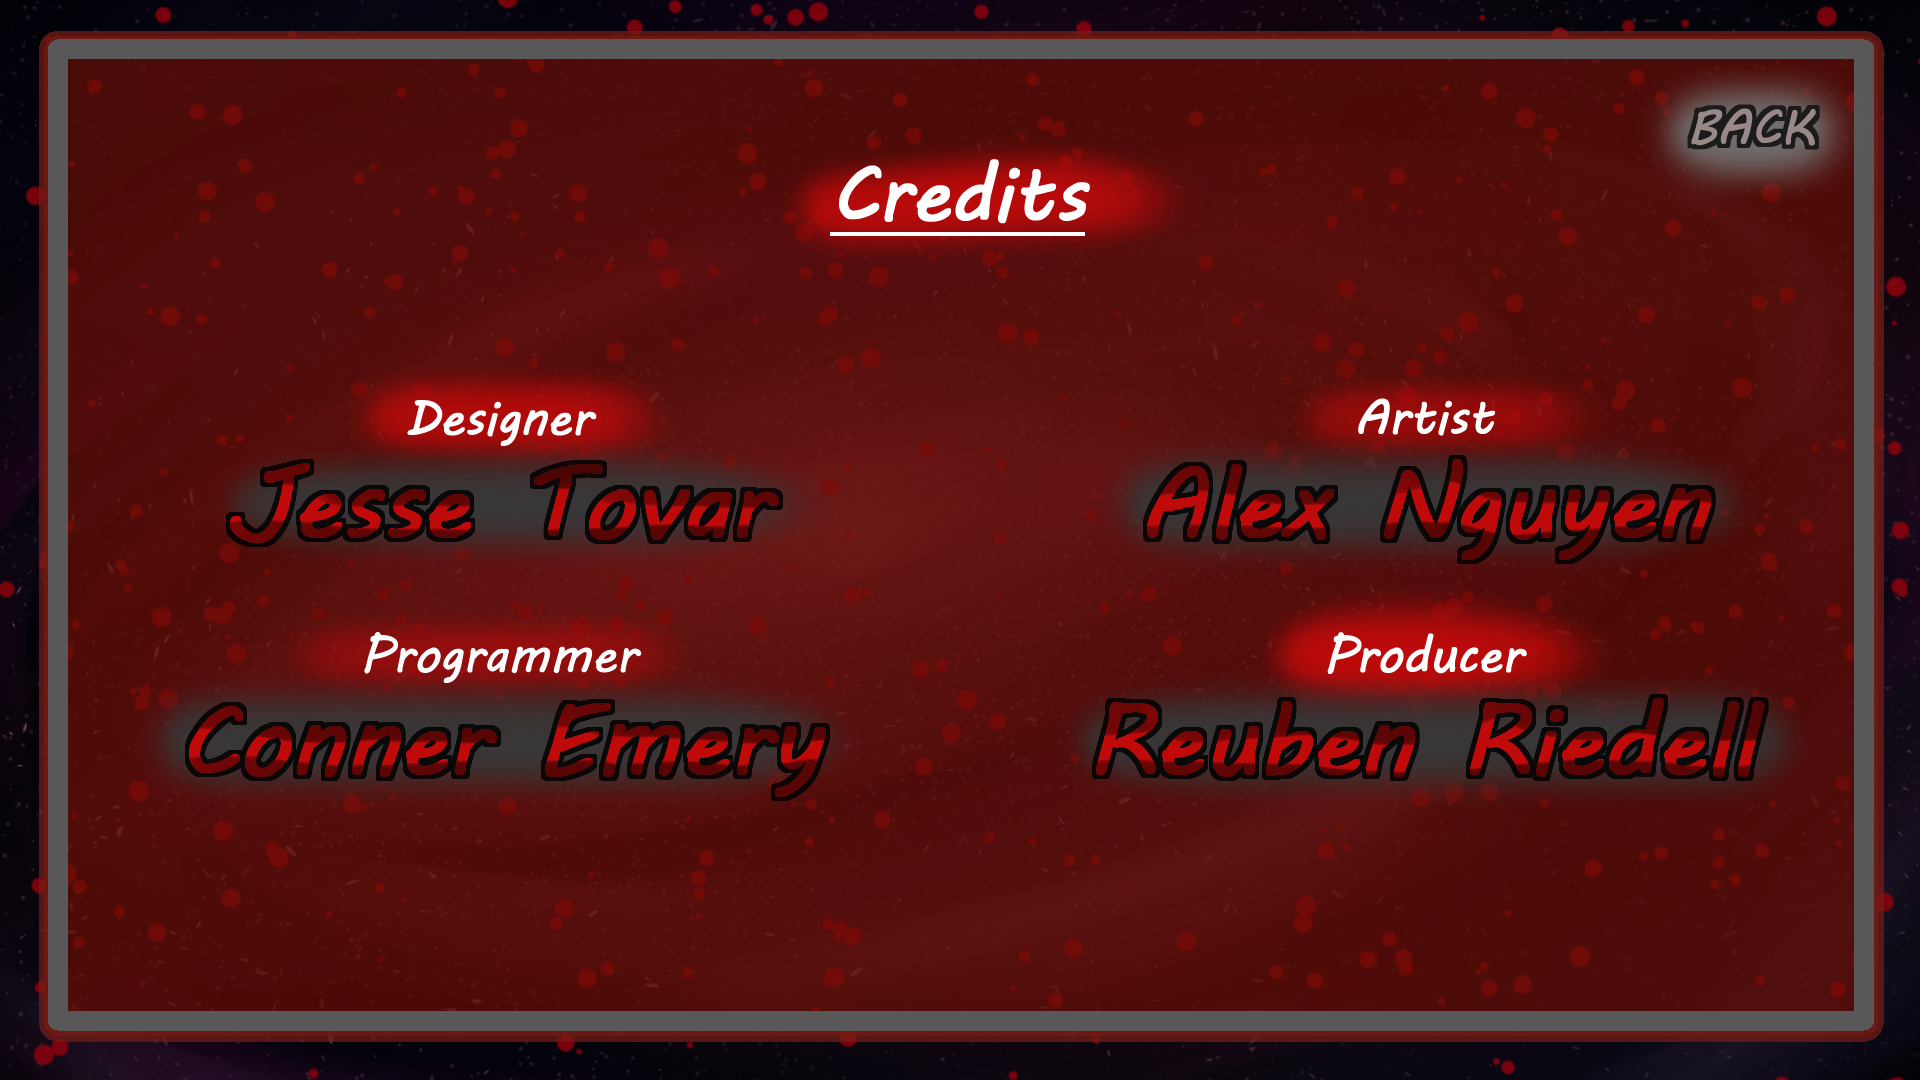 BACK
Credits
Designer
Jesse Tovar
Artist
Alex Nguyen
Programmer
Conner Emery
Producer
Reuben Riedell